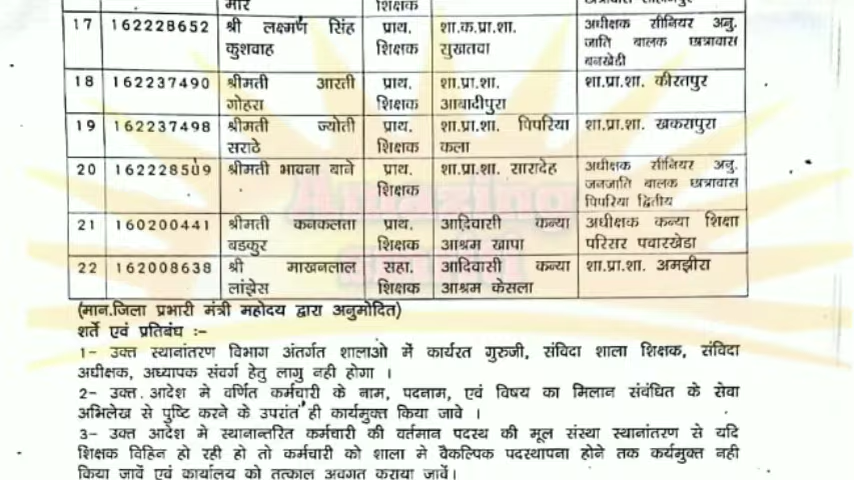 मोरे शिक्षक छात्रावास सोहागपुर
17 162228652 श्री लक्ष्मण सिंह प्राथ. शा.क.प्रा.शा. अधीक्षक सीनियर अनु.
कुशवाह शिक्षक सुखतवा जाति बालक छात्रावास
बनखेडी
18 162237490 श्रीमती आरती प्राथ. शा.प्रा.शा. शा.प्रा.शा. कीरतपुर
गोहरा शिक्षक आबादीपुरा
19 162237498 श्रीमती ज्योती प्राथ. शा.प्रा.शा. पिपरिया शा.प्रा.शा. खकरापुरा
सराठे शिक्षक कला
20 162228509 श्रीमती भावना बाने प्राथ. शा.प्रा.शा. सारादेह अधीक्षक सीनियर अनु.
शिक्षक जनजाति बालक छात्रावास
पिपरिया द्वितीय
21 160200441 श्रीमती कनकलता प्राथ. आदिवासी कन्या अधीक्षक कन्या शिक्षा
बडकुर शिक्षक आश्रम खापा परिसर पवारखेडा
22 162008638 श्री माखनलाल सहा. आदिवासी कन्या शा.प्रा.शा. अमझीरा
लांझेस शिक्षक आश्रम केसला
(मान.जिला प्रभारी मंत्री महोदय द्वारा अनुमोदित)
शर्ते एवं प्रतिबंघ :-
1- उक्त स्थानांतरण विभाग अंतर्गत शालाओ में कार्यरत गुरुजी, संविदा शाला शिक्षक, संविदा
अधीक्षक, अध्यापक संवर्ग हेतु लागु नही होगा ।
2- उक्त आदेश मे वर्णित कर्मचारी के नाम, पदनाम, एवं विषय का मिलान संबंधित के सेवा
अभिलेख से पुष्टि करने के उपरांत ही कार्यमुक्त किया जावे ।
3- उक्त आदेश मे स्थानान्तरित कर्मचारी की वर्तमान पदस्थ की मूल संस्था स्थानांतरण से यदि
शिक्षक विहिन हो रही हो तो कर्मचारी को शाला मे वैकल्पिक पदस्थापना होने तक कर्यमुक्त नही
किया जावें एवं कार्यालय को तत्काल अवगत कराया जावें।